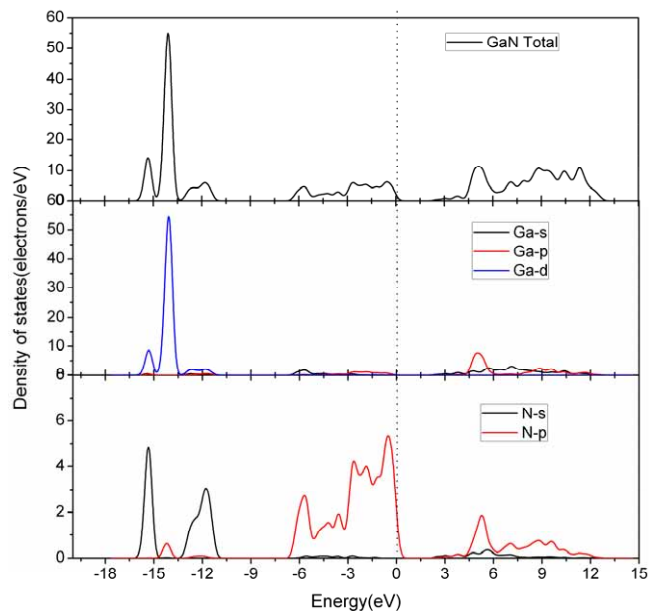 60
GaN Total
50
40
30
20
10
60
Ga-s
50
Ga-p
40
Ga-d
30
20
10
8
N-s
6
N-p
4
2
0
-18 -15 -12 -9 -6 -3 0 3 6 9 12 15
Energy(eV)
Density of states(electrons/eV)